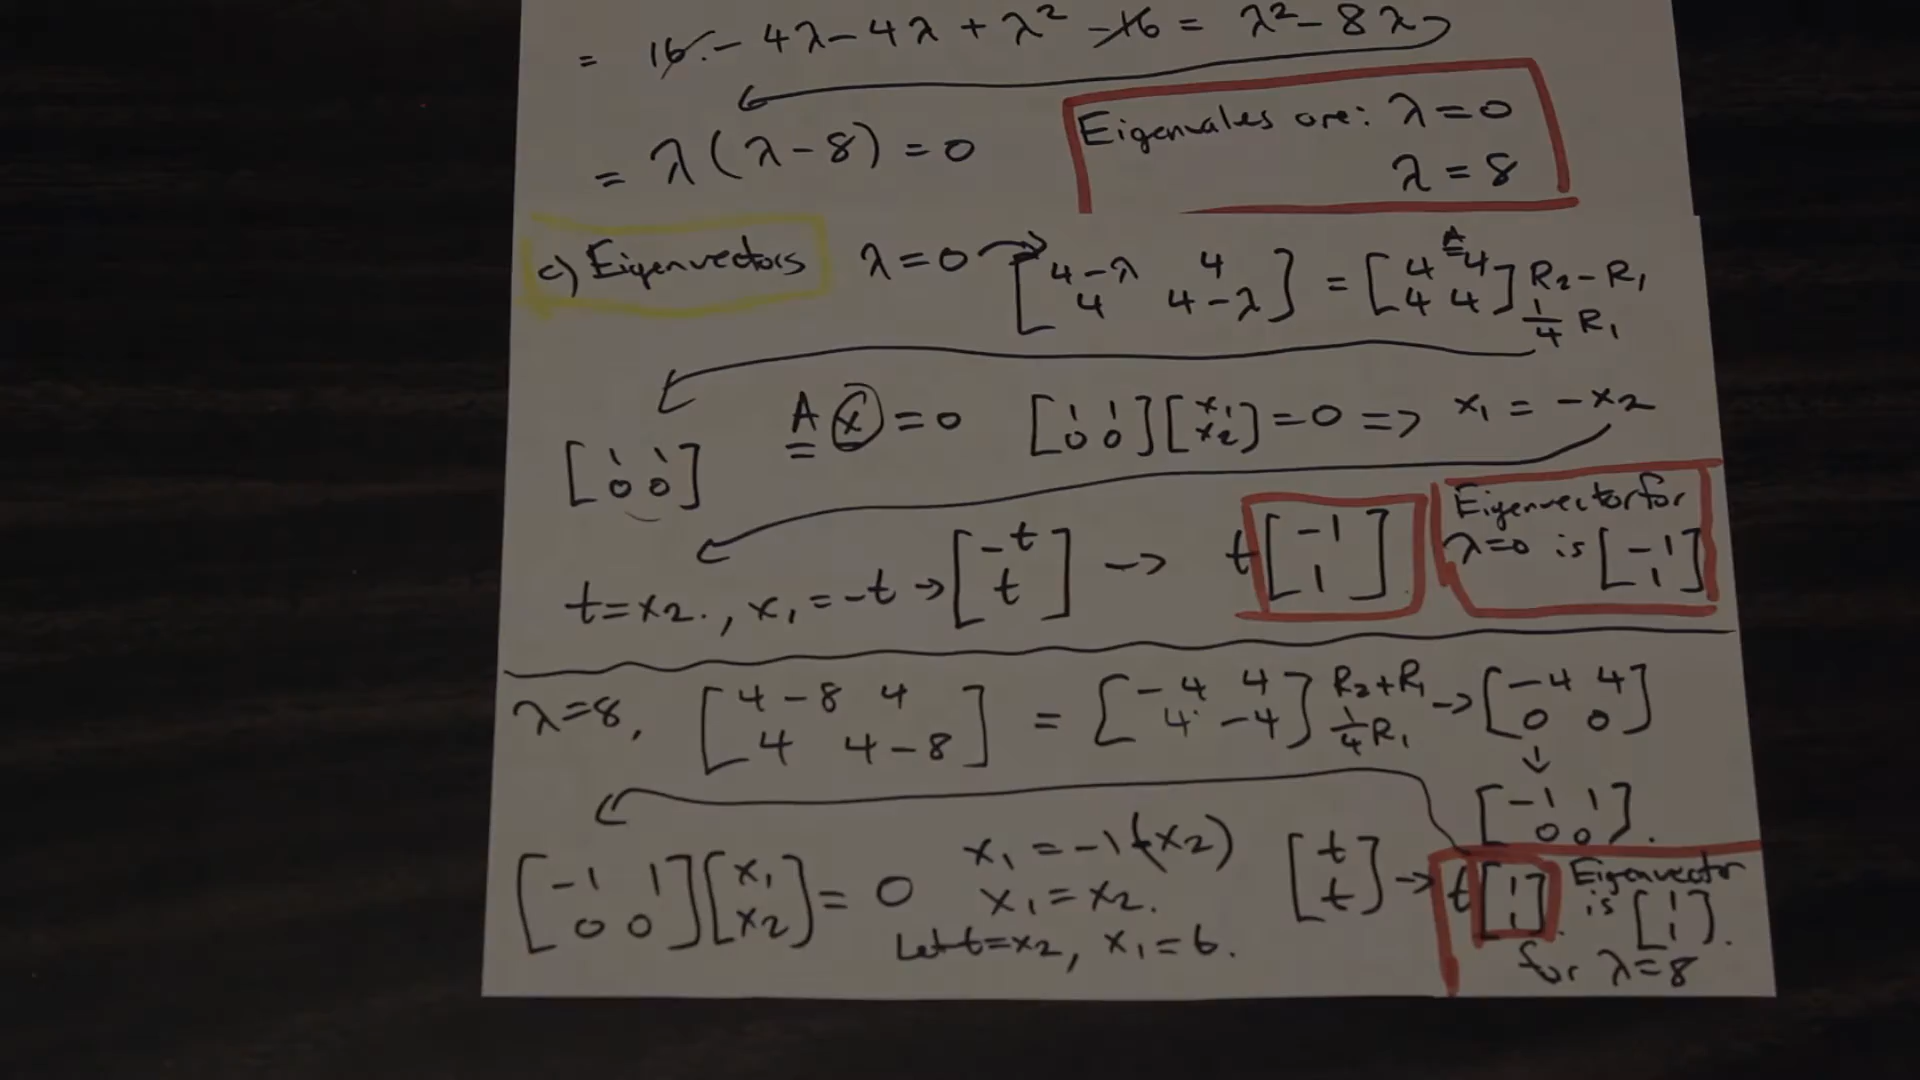 = 16 - 4λ - 4λ + λ² - 16 = λ² - 8λ
= λ(λ - 8) = 0
Eigenvales are: λ = 0
λ = 8
c) Eigenvectors λ = 0 → [4-λ 4; 4 4-λ] = [4 4; 4 4] R2 - R1
1/4 R1
A
[1 1; 0 0] A x = 0 [1 1; 0 0] [x1; x2] = 0 => x1 = -x2
t = x2., x1 = -t → [-t; t] → t[-1; 1]
Eigenvector for
λ=0 is [-1; 1]
λ=8, [4-8 4; 4 4-8] = [-4 4; 4 -4] R2+R1
1/4 R1
→ [-4 4; 0 0]
↓
[-1 1; 0 0].
[-1 1; 0 0] [x1; x2] = 0
x1 = -1(-x2)
x1 = x2.
Let t=x2, x1=t.
[t; t] → t[1; 1].
Eigenvector
is [1; 1].
for λ=8